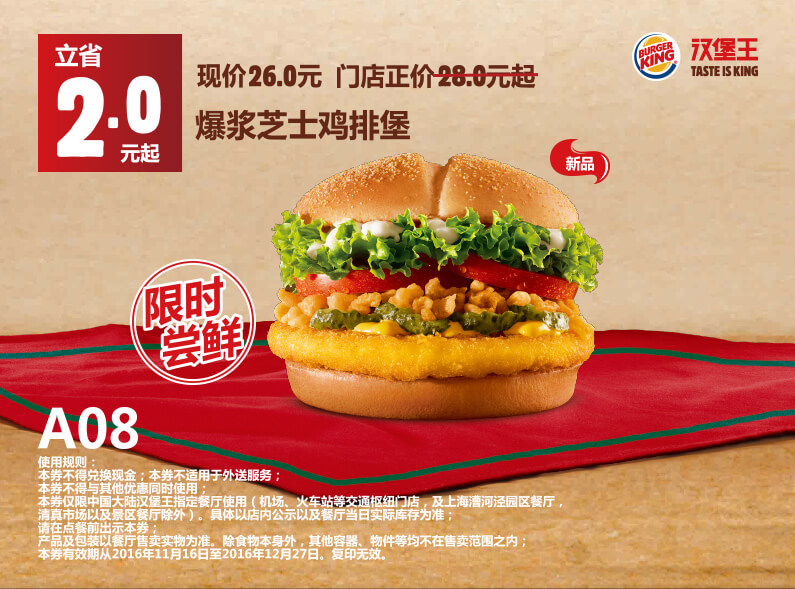 立省
2.0
元起
现价26.0元 门店正价28.0元起
爆浆芝士鸡排堡
BURGER
KING
汉堡王
TASTE IS KING
新品
限时
尝鲜
A08
使用规则：
本券不得兑换现金；本券不适用于外送服务；
本券不得与其他优惠同时使用；
本券仅限中国大陆汉堡王指定餐厅使用（机场、火车站等交通枢纽门店，及上海漕河泾园区餐厅，
清真市场以及景区餐厅除外）。具体以店内公示以及餐厅当日实际库存为准；
请在点餐前出示本券；
产品及包装以餐厅售卖实物为准。除食物本身外，其他容器、物件等均不在售卖范围之内；
本券有效期从2016年11月16日至2016年12月27日。复印无效。